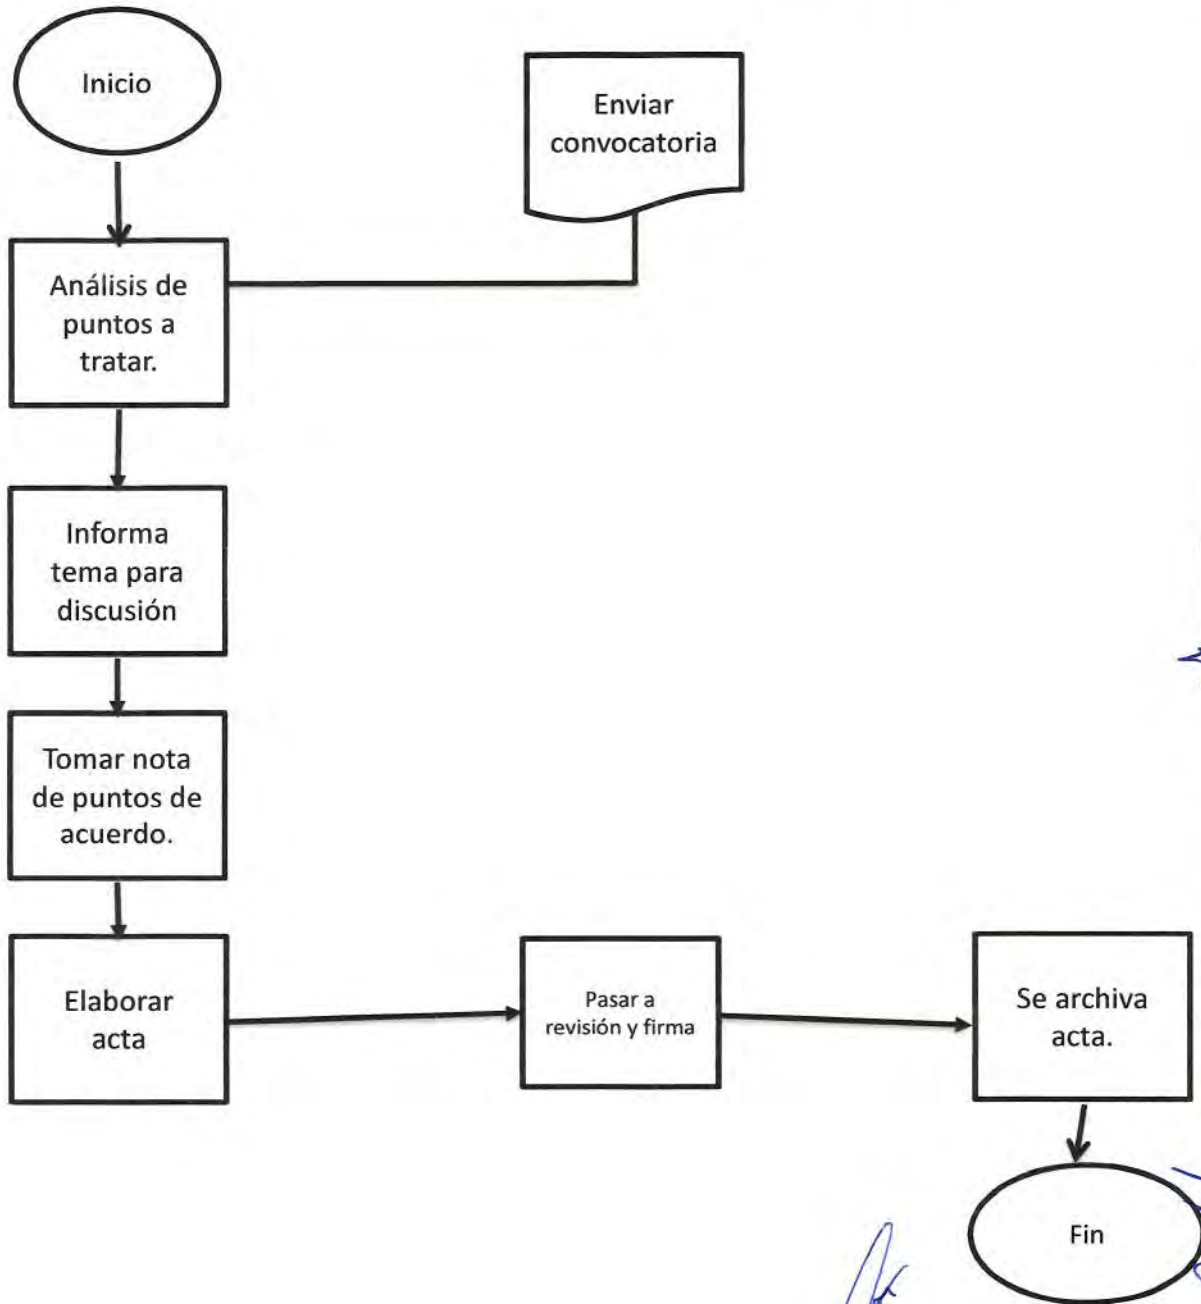 Inicio
Enviar
convocatoria
Análisis de
puntos a
tratar.
Informa
tema para
discusión
Tomar nota
de puntos de
acuerdo.
Elaborar
acta
Pasar a
revisión y firma
Se archiva
acta.
Fin